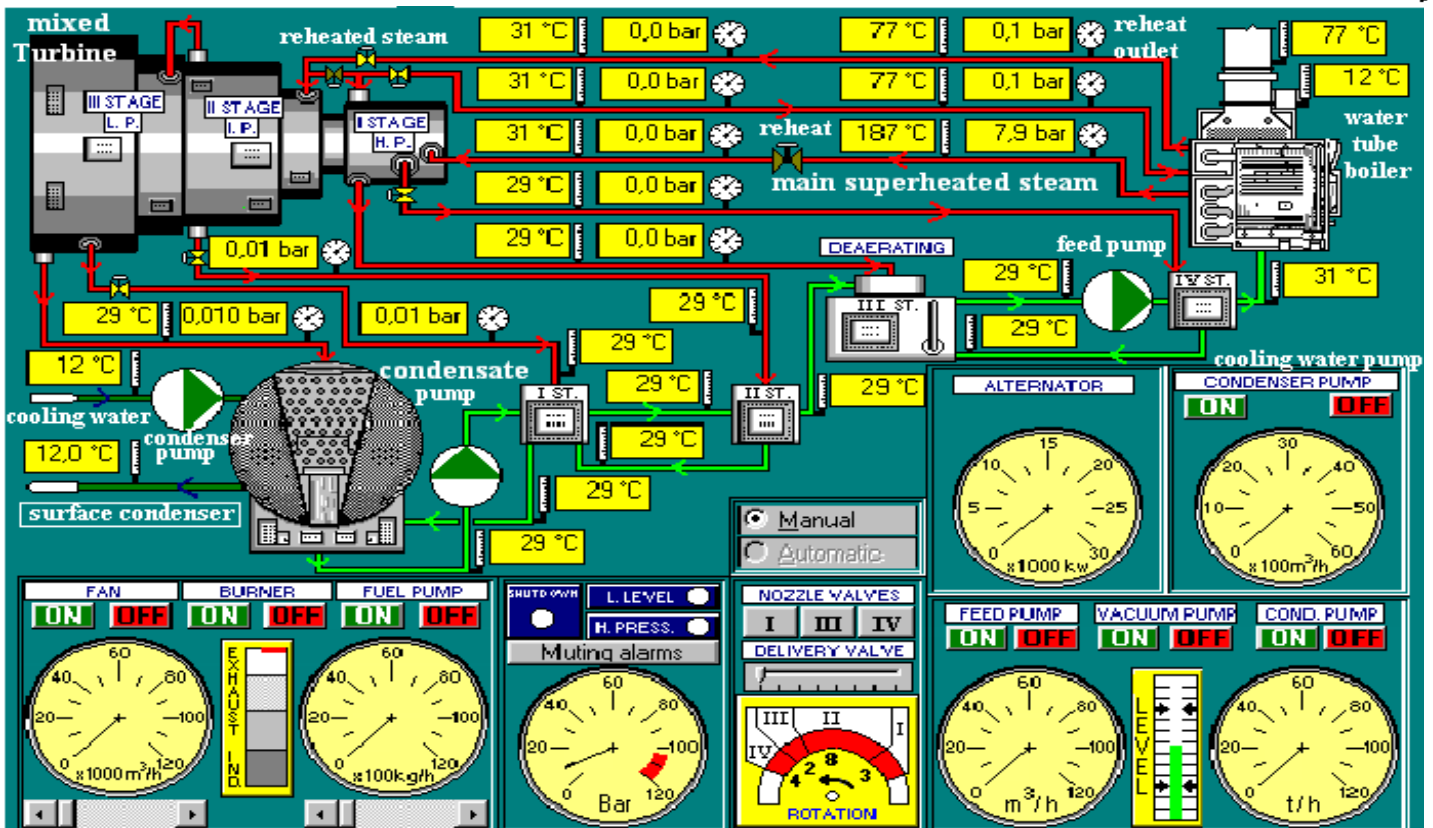 mixed
Turbine
reheated steam
31 °C 0,0 bar 77 °C 0,1 bar
reheat
outlet
77 °C
12 °C
31 °C 0,0 bar 77 °C 0,1 bar
III STAGE
L. P.
II STAGE
I. P.
I STAGE
H. P.
31 °C 0,0 bar
reheat
187 °C 7,9 bar
water
tube
boiler
main superheated steam
29 °C 0,0 bar
29 °C 0,0 bar
0,01 bar
DEAERATING
feed pump
29 °C
IV ST.
31 °C
29 °C 0,010 bar 0,01 bar
29 °C
III ST.
29 °C
29 °C
12 °C
cooling water
condenser
pump
condensate
pump
I ST.
29 °C
II ST.
29 °C
cooling water pump
12,0 °C
29 °C
surface condenser
29 °C
29 °C
Manual
Automatic
ALTERNATOR
0 5 10 15 20 25 30
x1000 kw
CONDENSER PUMP
ON OFF
0 10 20 30 40 50 60
x100m³/h
FAN
ON OFF
0 20 40 60 80 100 120
x1000m³/h
BURNER
ON OFF
EXHAUST IND.
FUEL PUMP
ON OFF
0 20 40 60 80 100 120
x100kg/h
SHUTDOWN
L. LEVEL
H. PRESS.
Muting alarms
0 20 40 60 80 100 120
Bar
NOZZLE VALVES
I III IV
DELIVERY VALVE
IV III II I
4 2 8 3
ROTATION
FEED PUMP
ON OFF
0 20 40 60 80 100 120
m³/h
VACUUM PUMP
ON OFF
LEVEL
COND. PUMP
ON OFF
0 20 40 60 80 100 120
t/h